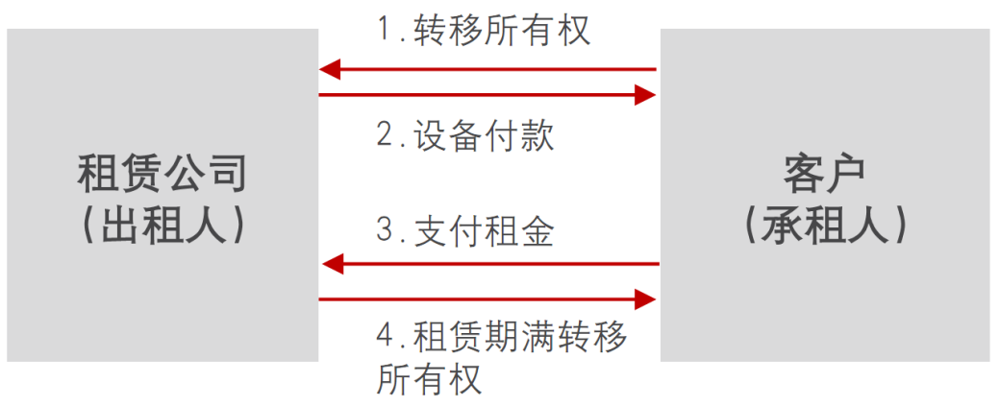 1.转移所有权
2.设备付款
租赁公司
(出租人)
客户
(承租人)
3.支付租金
4.租赁期满转移
所有权